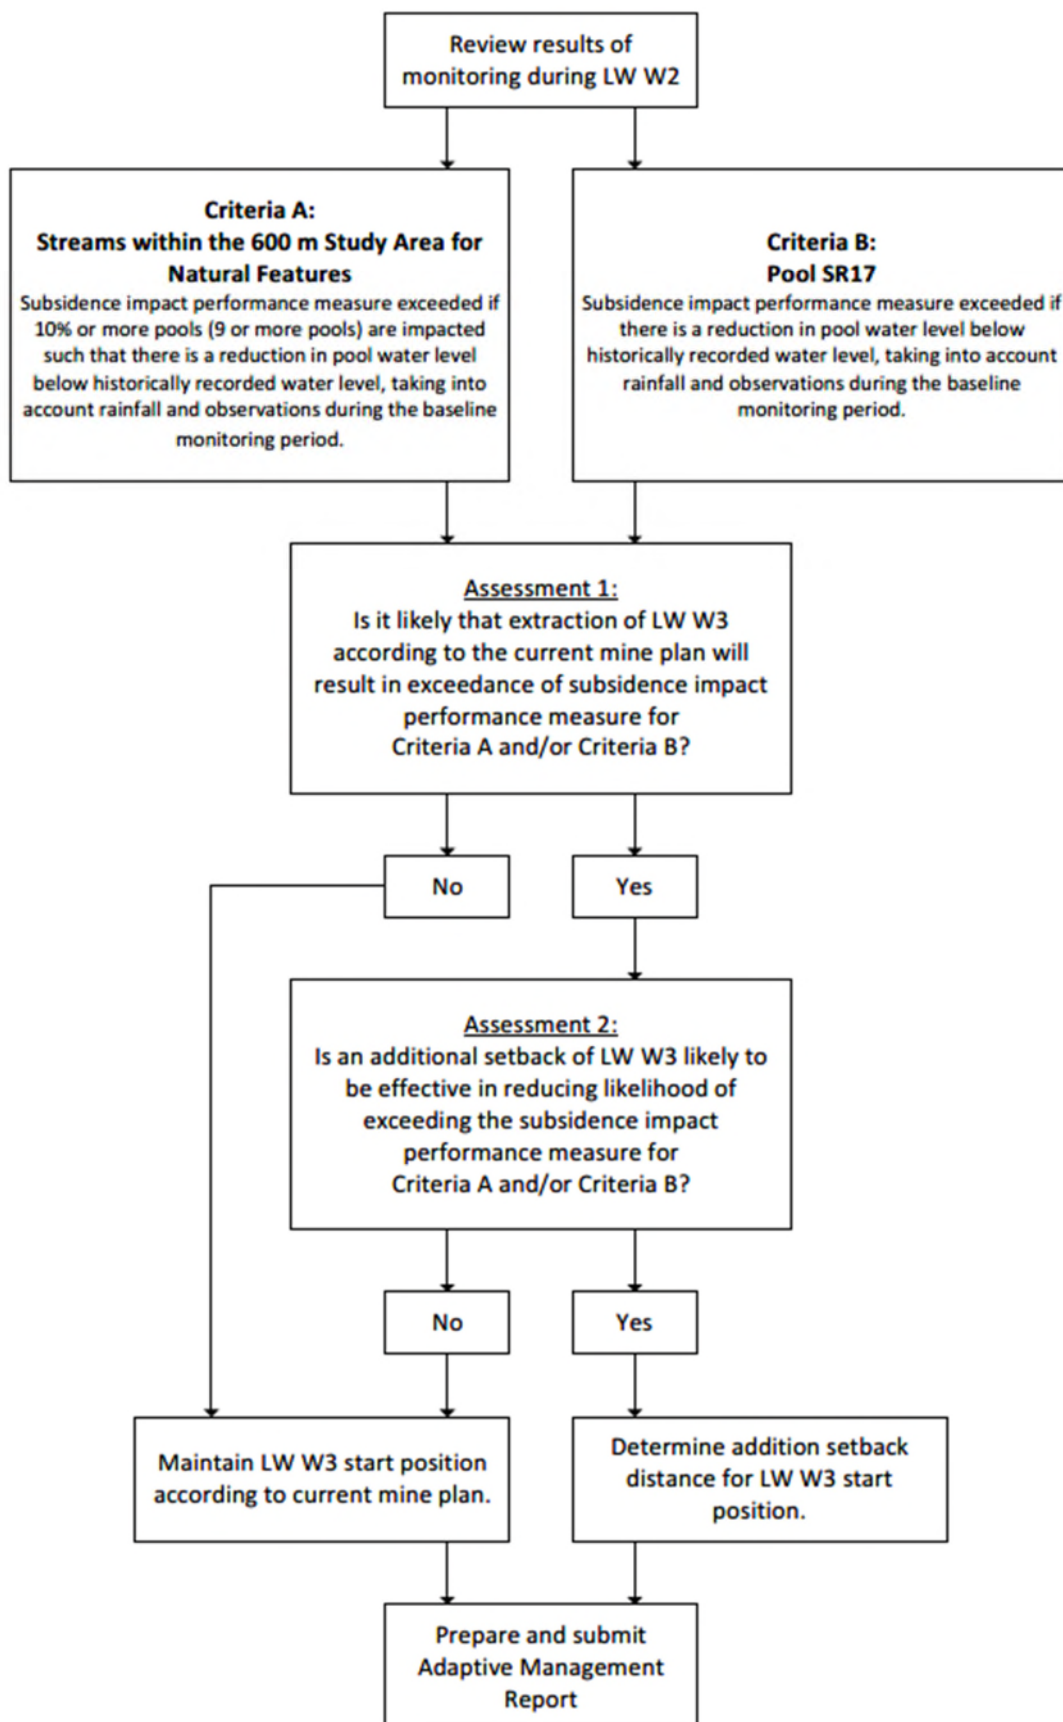 Review results of
monitoring during LW W2
Criteria A:
Streams within the 600 m Study Area for
Natural Features
Subsidence impact performance measure exceeded if
10% or more pools (9 or more pools) are impacted
such that there is a reduction in pool water level
below historically recorded water level, taking into
account rainfall and observations during the baseline
monitoring period.
Criteria B:
Pool SR17
Subsidence impact performance measure exceeded if
there is a reduction in pool water level below
historically recorded water level, taking into account
rainfall and observations during the baseline
monitoring period.
Assessment 1:
Is it likely that extraction of LW W3
according to the current mine plan will
result in exceedance of subsidence impact
performance measure for
Criteria A and/or Criteria B?
No
Yes
Assessment 2:
Is an additional setback of LW W3 likely to
be effective in reducing likelihood of
exceeding the subsidence impact
performance measure for
Criteria A and/or Criteria B?
No
Yes
Maintain LW W3 start position
according to current mine plan.
Determine addition setback
distance for LW W3 start
position.
Prepare and submit
Adaptive Management
Report